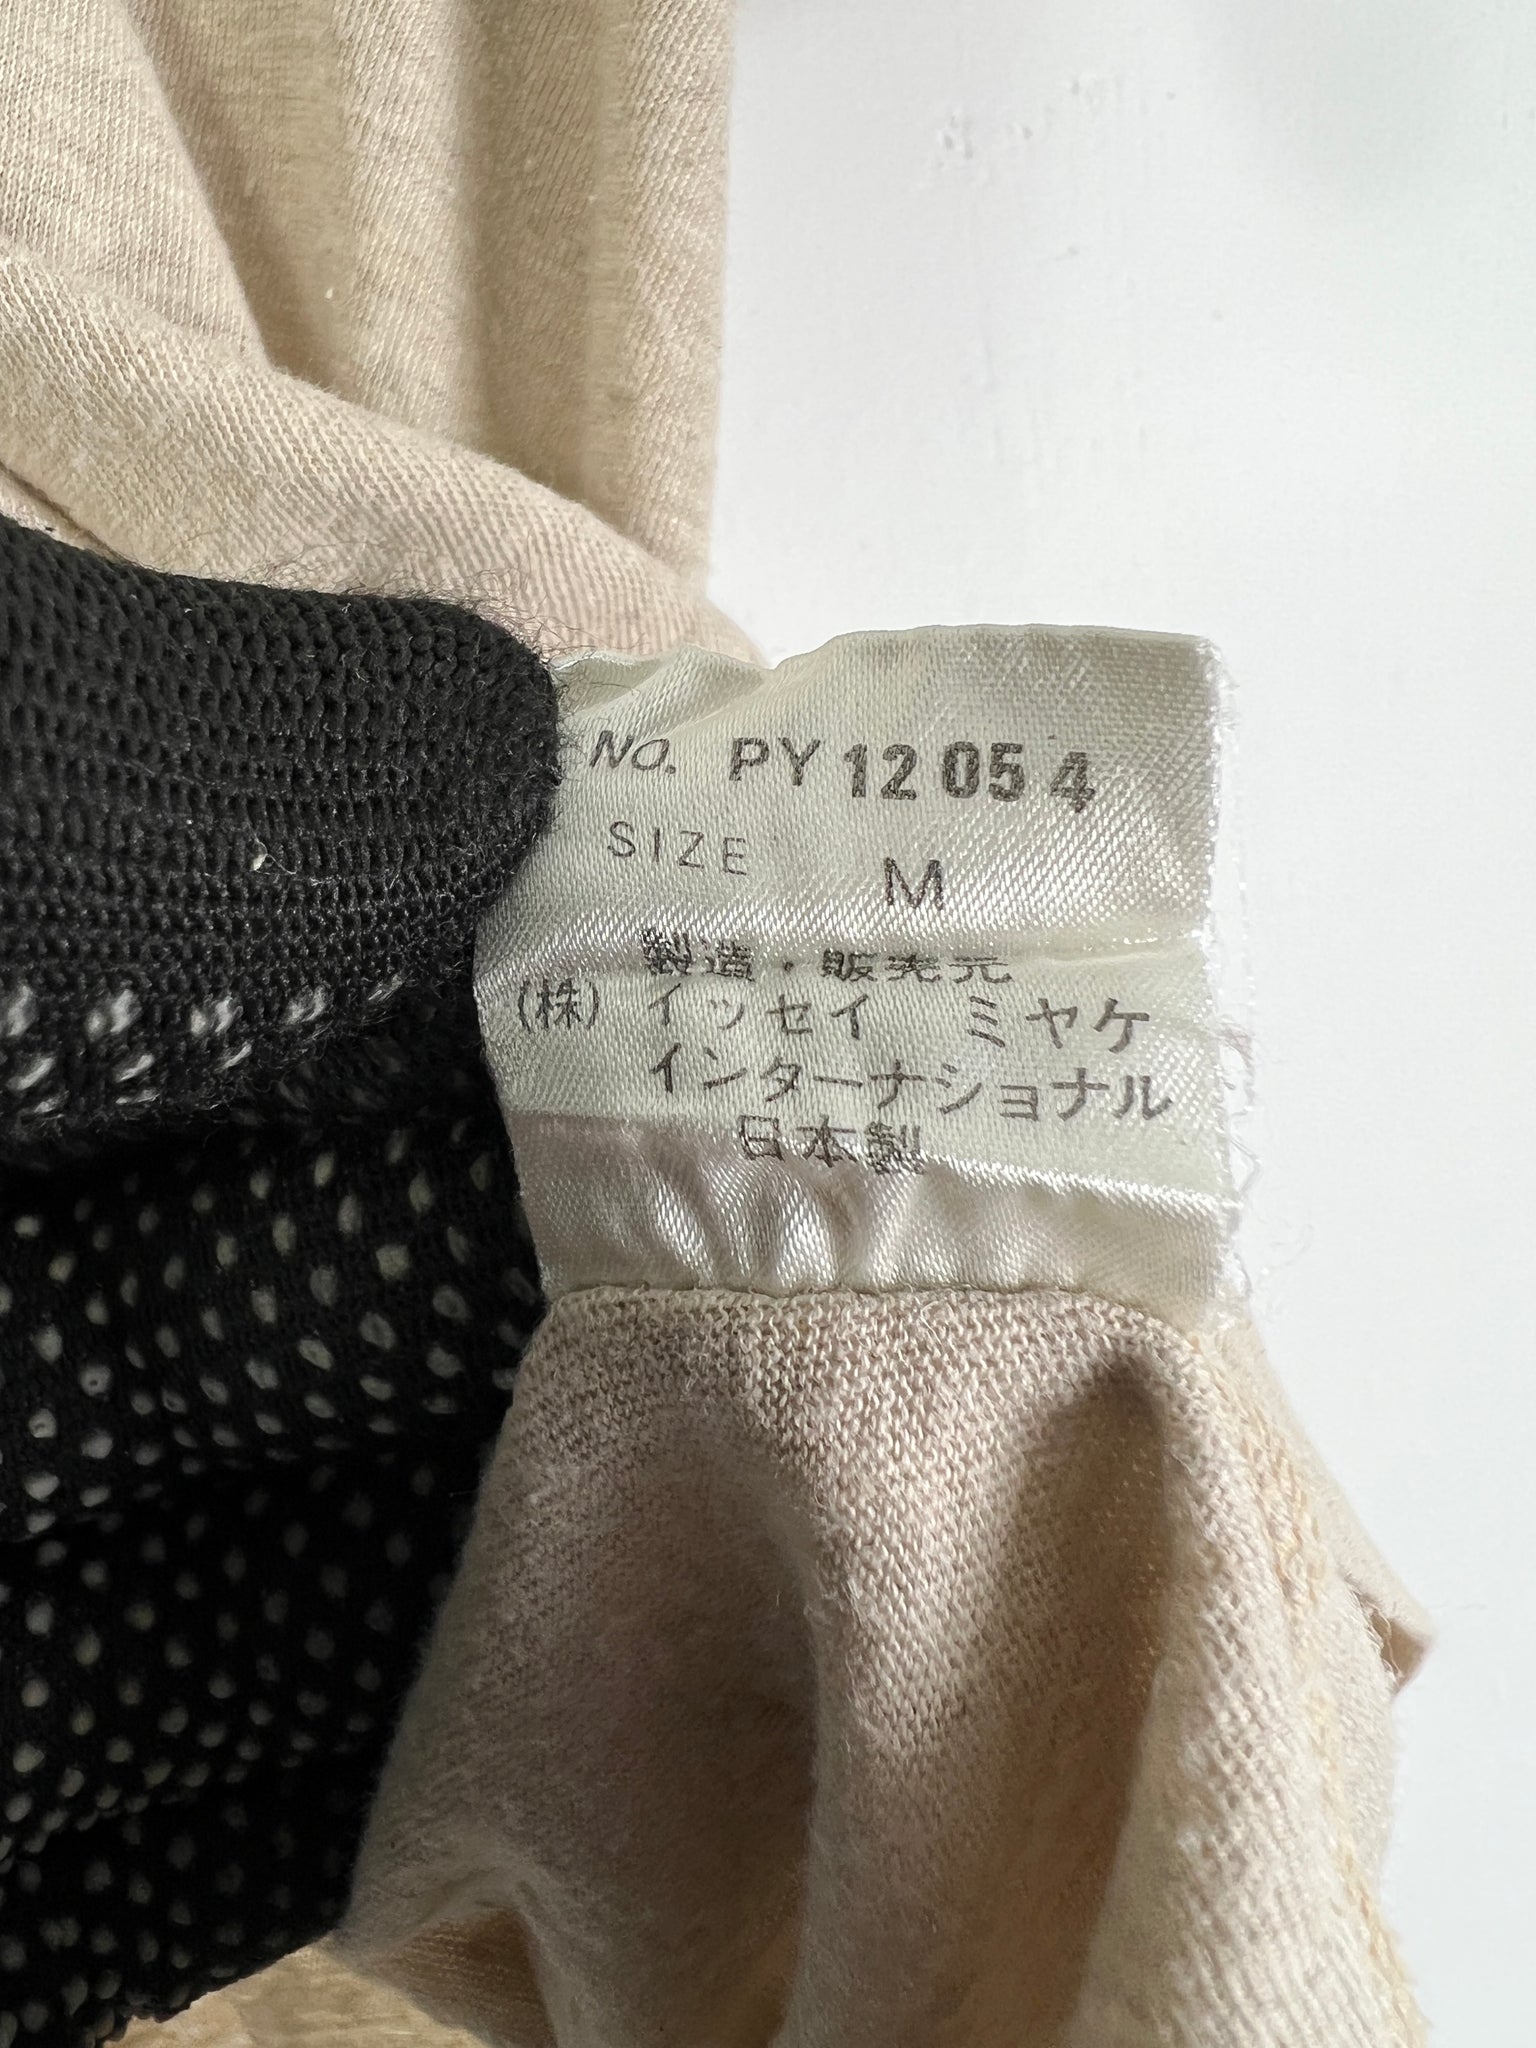 NO. PY 12 05 4
SIZE M
製造・販売元
(株) イッセイ ミヤケ
インターナショナル
日本製